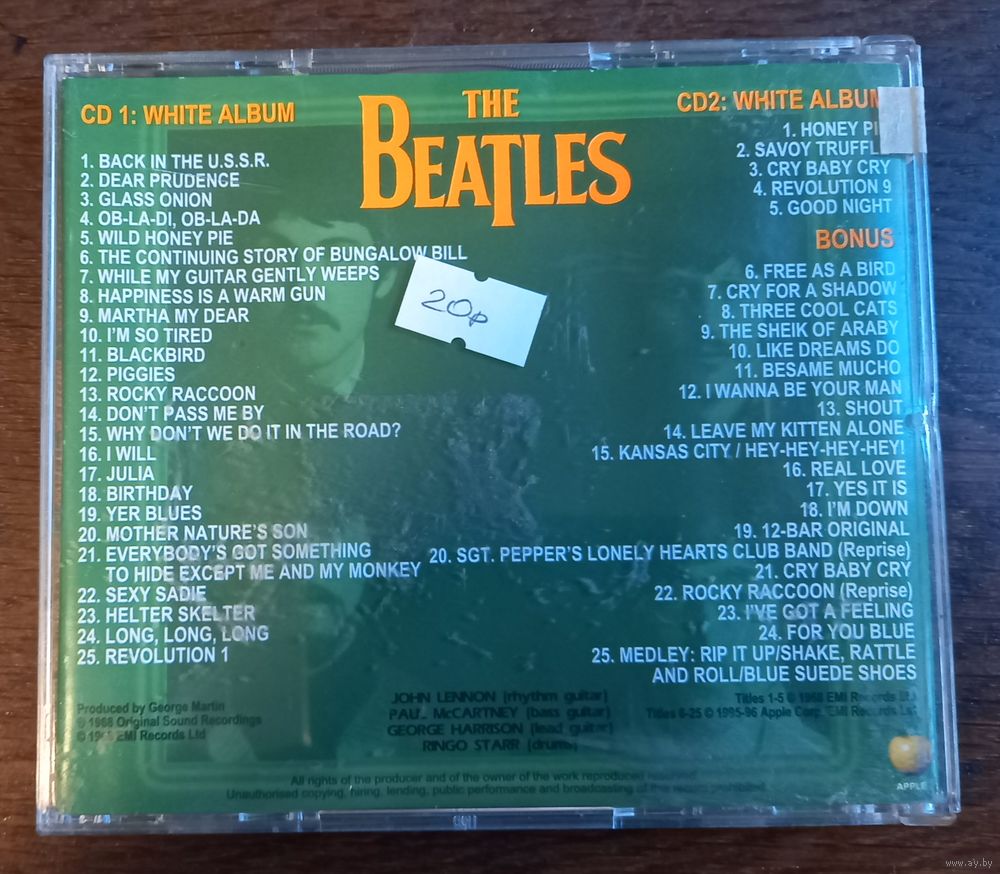 CD 1: WHITE ALBUM
1. BACK IN THE U.S.S.R.
2. DEAR PRUDENCE
3. GLASS ONION
4. OB-LA-DI, OB-LA-DA
5. WILD HONEY PIE
6. THE CONTINUING STORY OF BUNGALOW BILL
7. WHILE MY GUITAR GENTLY WEEPS
8. HAPPINESS IS A WARM GUN
9. MARTHA MY DEAR
10. I'M SO TIRED
11. BLACKBIRD
12. PIGGIES
13. ROCKY RACCOON
14. DON'T PASS ME BY
15. WHY DON'T WE DO IT IN THE ROAD?
16. I WILL
17. JULIA
18. BIRTHDAY
19. YER BLUES
20. MOTHER NATURE'S SON
21. EVERYBODY'S GOT SOMETHING
TO HIDE EXCEPT ME AND MY MONKEY
22. SEXY SADIE
23. HELTER SKELTER
24. LONG, LONG, LONG
25. REVOLUTION 1
THE
BEATLES
20р
CD2: WHITE ALBUM
1. HONEY PI
2. SAVOY TRUFFL
3. CRY BABY CRY
4. REVOLUTION 9
5. GOOD NIGHT
BONUS
6. FREE AS A BIRD
7. CRY FOR A SHADOW
8. THREE COOL CATS
9. THE SHEIK OF ARABY
10. LIKE DREAMS DO
11. BESAME MUCHO
12. I WANNA BE YOUR MAN
13. SHOUT
14. LEAVE MY KITTEN ALONE
15. KANSAS CITY / HEY-HEY-HEY-HEY!
16. REAL LOVE
17. YES IT IS
18. I'M DOWN
19. 12-BAR ORIGINAL
20. SGT. PEPPER'S LONELY HEARTS CLUB BAND (Reprise)
21. CRY BABY CRY
22. ROCKY RACCOON (Reprise)
23. I'VE GOT A FEELING
24. FOR YOU BLUE
25. MEDLEY: RIP IT UP/SHAKE, RATTLE
AND ROLL/BLUE SUEDE SHOES
Produced by George Martin
℗ 1968 Original Sound Recordings
© 1968 EMI Records Ltd
JOHN LENNON (rhythm guitar)
PAUL McCARTNEY (bass guitar)
GEORGE HARRISON (lead guitar)
RINGO STARR (drums)
Titles 1-5 © 1968 EMI Records Ltd
Titles 6-25 © 1995-96 Apple Corp. EMI Records Ltd
All rights of the producer and of the owner of the work reproduced reserved.
Unauthorised copying, hiring, lending, public performance and broadcasting of this record prohibited.
APPLE
www.ay.by